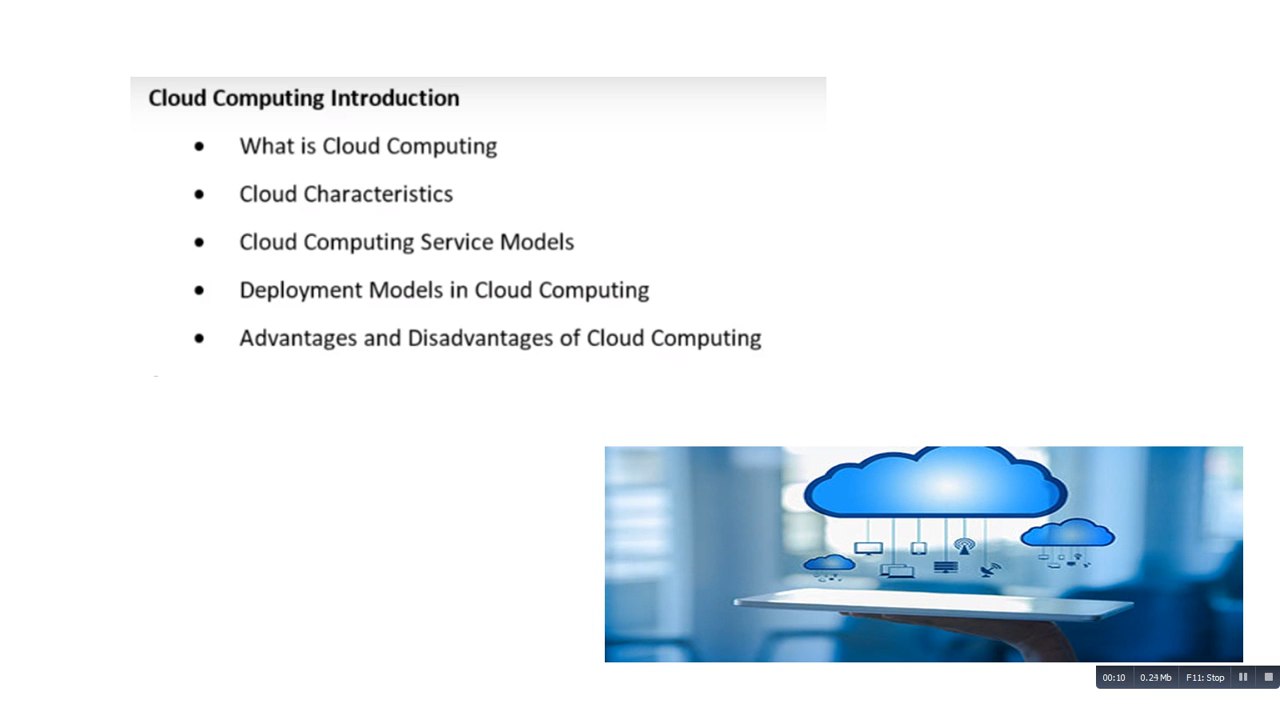 Cloud Computing Introduction
• What is Cloud Computing
• Cloud Characteristics
• Cloud Computing Service Models
• Deployment Models in Cloud Computing
• Advantages and Disadvantages of Cloud Computing
00:10 0.24 Mb F11: Stop